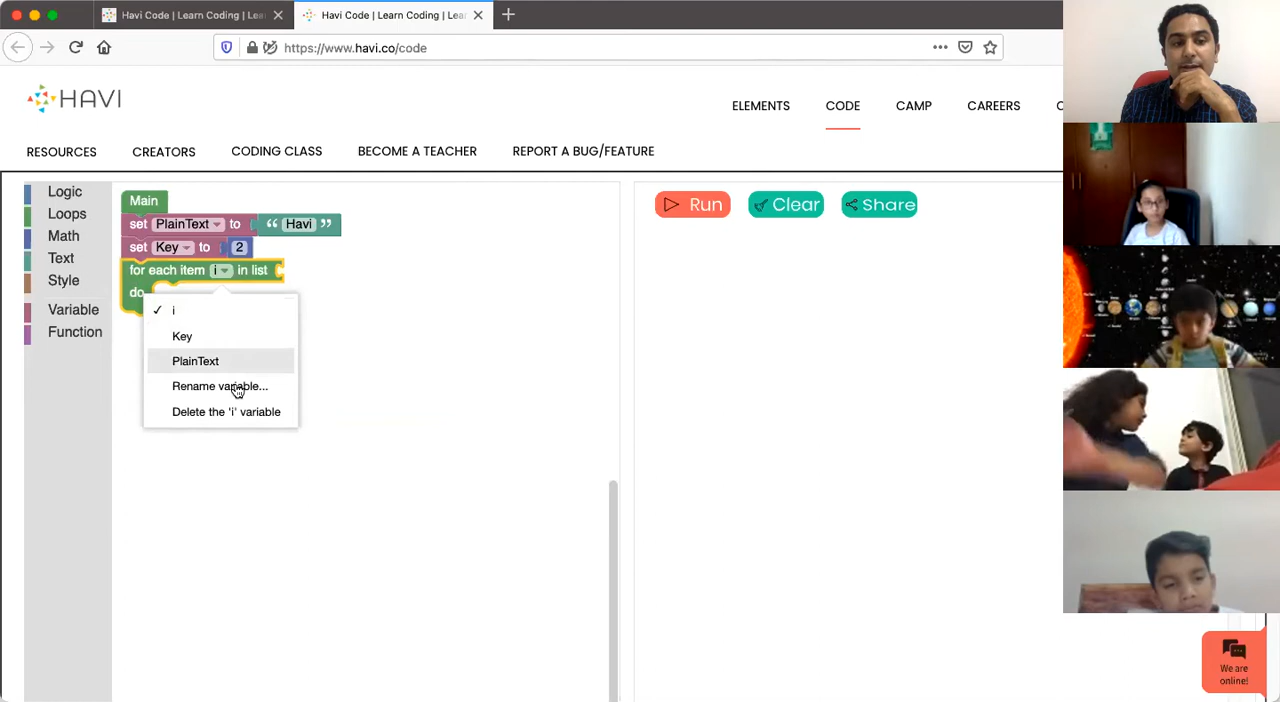 Havi Code | Learn Coding | Lea
Havi Code | Learn Coding | Lea
https://www.havi.co/code
HAVI
ELEMENTS CODE CAMP CAREERS
RESOURCES CREATORS CODING CLASS BECOME A TEACHER REPORT A BUG/FEATURE
Logic
Loops
Math
Text
Style
Variable
Function
Main
set PlainText to “ Havi ”
set Key to 2
for each item i in list
do
✓ i
Key
PlainText
Rename variable...
Delete the 'i' variable
Run Clear Share
We are
online!